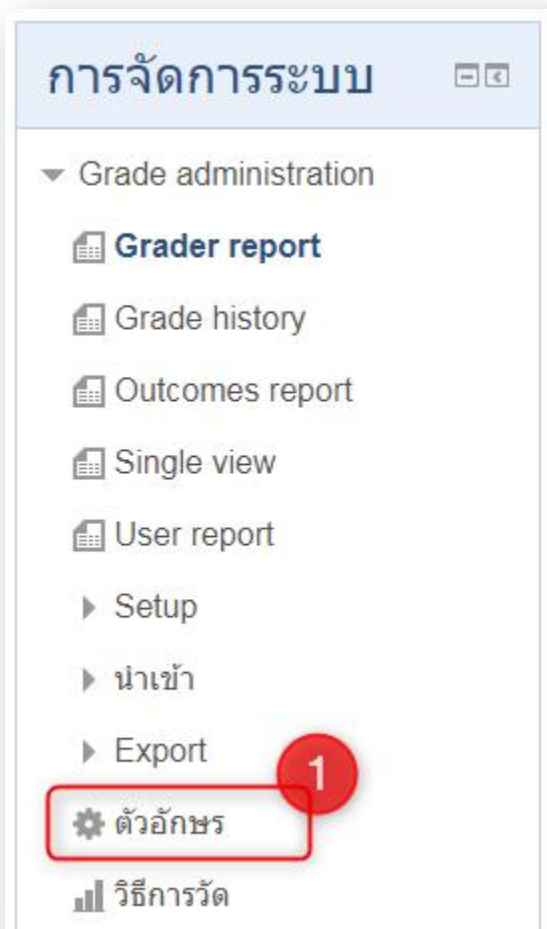 การจัดการระบบ
Grade administration
Grader report
Grade history
Outcomes report
Single view
User report
Setup
นำเข้า
Export
1
ตัวอักษร
วิธีการวัด